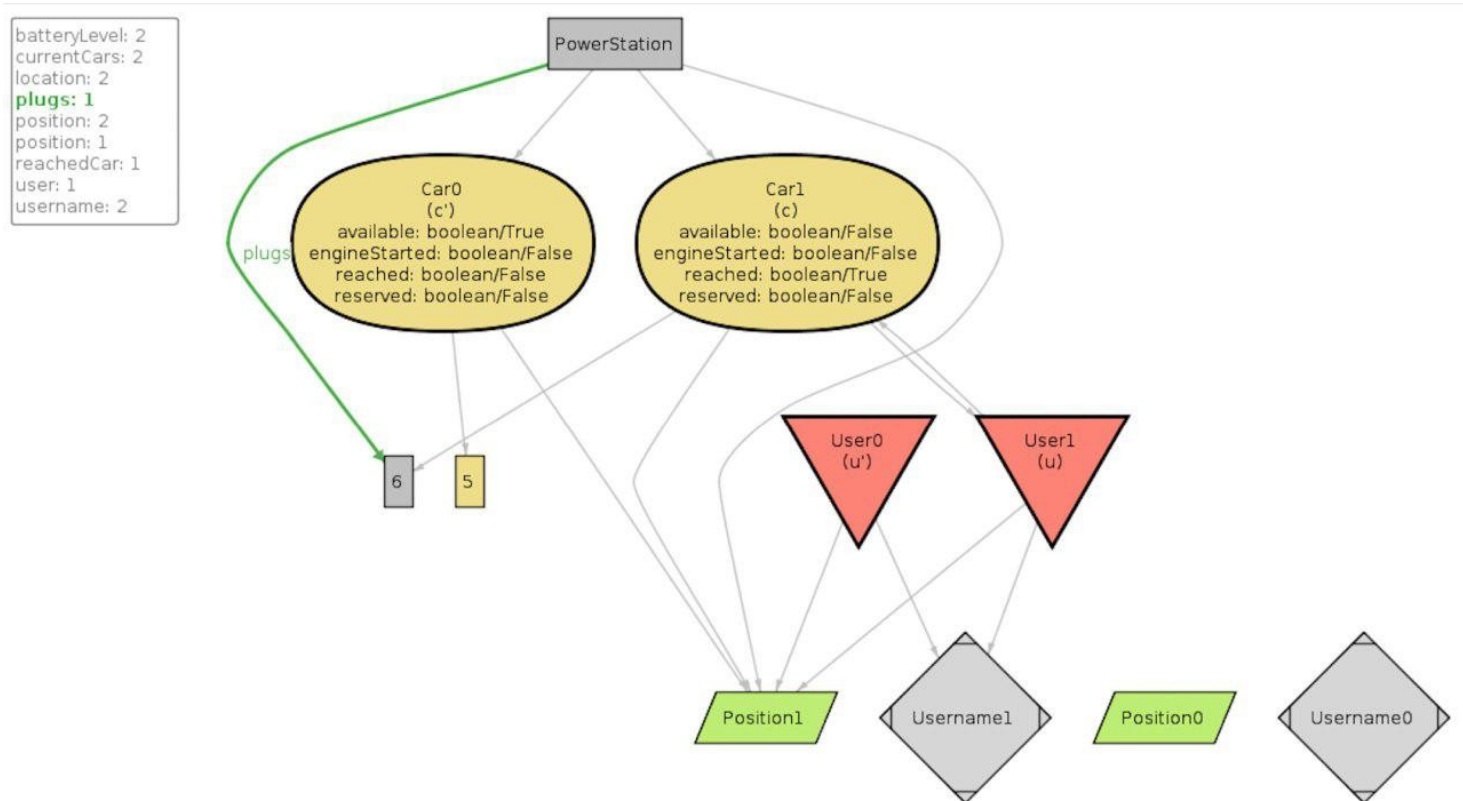 batteryLevel: 2
currentCars: 2
location: 2
plugs: 1
position: 2
position: 1
reachedCar: 1
user: 1
username: 2
PowerStation
plugs
Car0
(c')
available: boolean/True
engineStarted: boolean/False
reached: boolean/False
reserved: boolean/False
Car1
(c)
available: boolean/False
engineStarted: boolean/False
reached: boolean/True
reserved: boolean/False
6
5
User0
(u')
User1
(u)
Position1
Username1
Position0
Username0